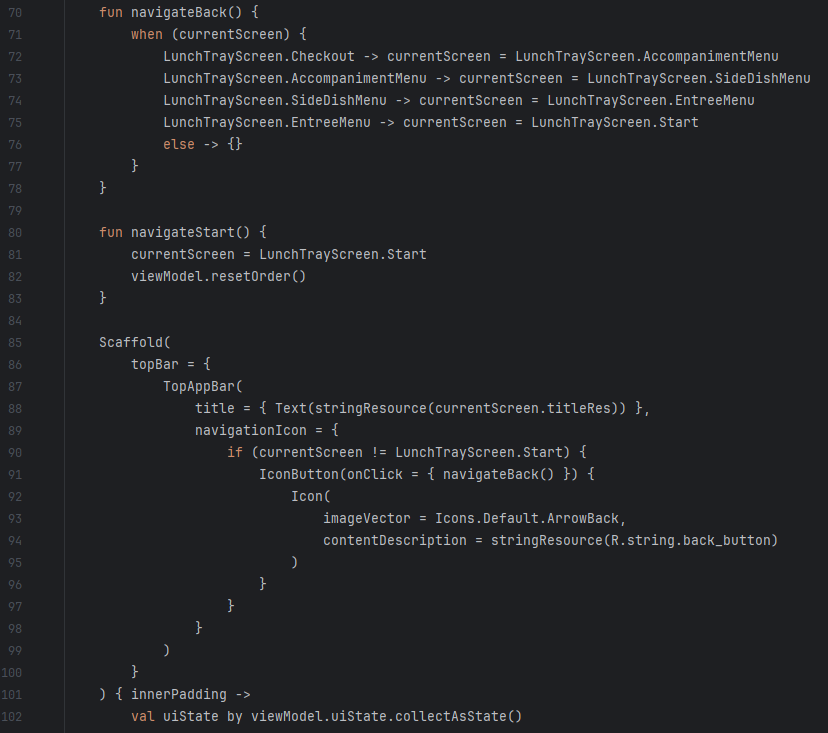 70 fun navigateBack() {
71 when (currentScreen) {
72 LunchTrayScreen.Checkout -> currentScreen = LunchTrayScreen.AccompanimentMenu
73 LunchTrayScreen.AccompanimentMenu -> currentScreen = LunchTrayScreen.SideDishMenu
74 LunchTrayScreen.SideDishMenu -> currentScreen = LunchTrayScreen.EntreeMenu
75 LunchTrayScreen.EntreeMenu -> currentScreen = LunchTrayScreen.Start
76 else -> {}
77 }
78 }
79
80 fun navigateStart() {
81 currentScreen = LunchTrayScreen.Start
82 viewModel.resetOrder()
83 }
84
85 Scaffold(
86 topBar = {
87 TopAppBar(
88 title = { Text(stringResource(currentScreen.titleRes)) },
89 navigationIcon = {
90 if (currentScreen != LunchTrayScreen.Start) {
91 IconButton(onClick = { navigateBack() }) {
92 Icon(
93 imageVector = Icons.Default.ArrowBack,
94 contentDescription = stringResource(R.string.back_button)
95 )
96 }
97 }
98 }
99 )
100 }
101 ) { innerPadding ->
102 val uiState by viewModel.uiState.collectAsState()